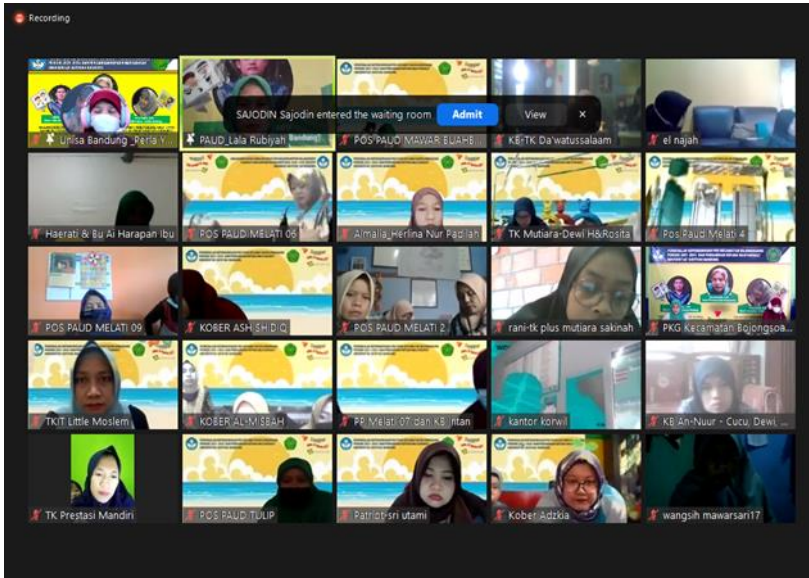 Recording
SAJODIN Sajodin entered the waiting room Admit View ×
Unisa Bandung _Perla Y...
PAUD_Lala Rubiyah
POS PAUD MAWAR BUAHB...
KB-TK Da'watussalaam
el najah
Haerati & Bu Ai Harapan Ibu
POS PAUD MELATI 06
Almalia_Herlina Nur Padilah
TK Mutiara-Dewi H&Rosita
Pos Paud Melati 4
POS PAUD MELATI 09
KOBER ASH SHIDIQ
POS PAUD MELATI 2
rani-tk plus mutiara sakinah
PKG Kecamatan Bojongsoa...
TKIT Little Moslem
KOBER AL-MISBAH
PP Melati 07 dan KB Intan
kantor korwil
KB An-Nuur - Cucu, Dewi, ...
TK Prestasi Mandiri
POS PAUD TULIP
Patriot-sri utami
Kober Adzkia
wangsih mawarsari17